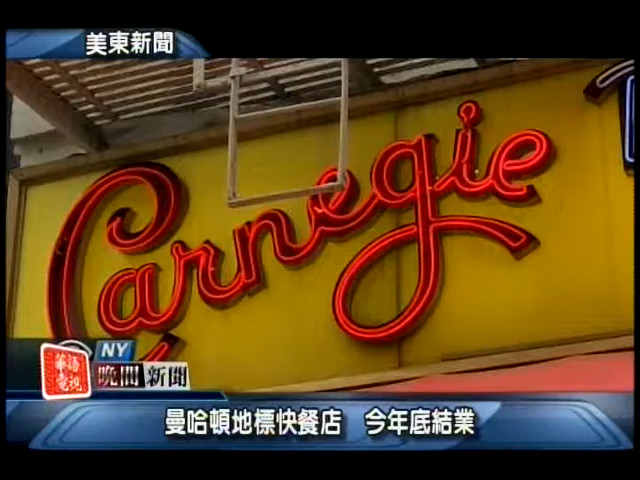 美東新聞
Carnegie
NY
華語
電視
晚間新聞
曼哈頓地標快餐店 今年底結業